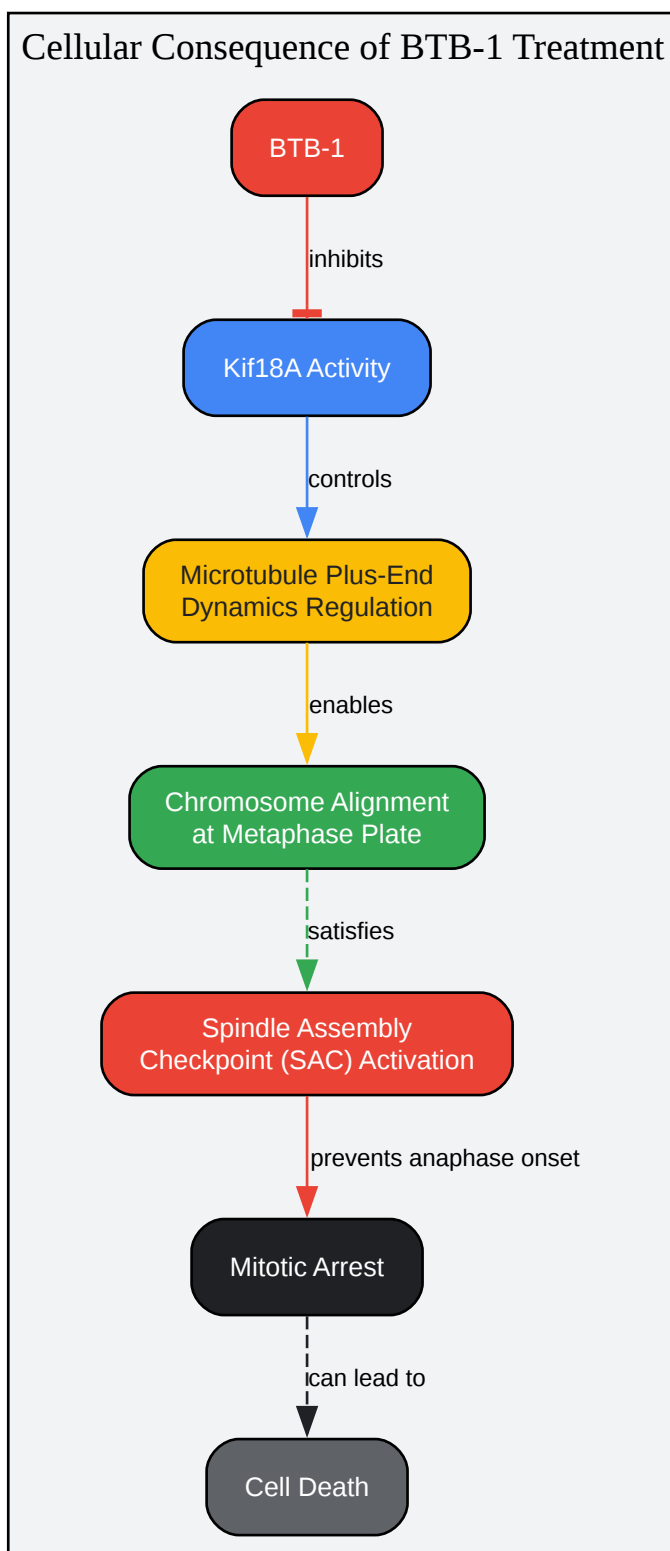 Cellular Consequence of BTB-1 Treatment
BTB-1
inhibits
Kif18A Activity
controls
Microtubule Plus-End
Dynamics Regulation
enables
Chromosome Alignment
at Metaphase Plate
satisfies
Spindle Assembly
Checkpoint (SAC) Activation
prevents anaphase onset
Mitotic Arrest
can lead to
Cell Death